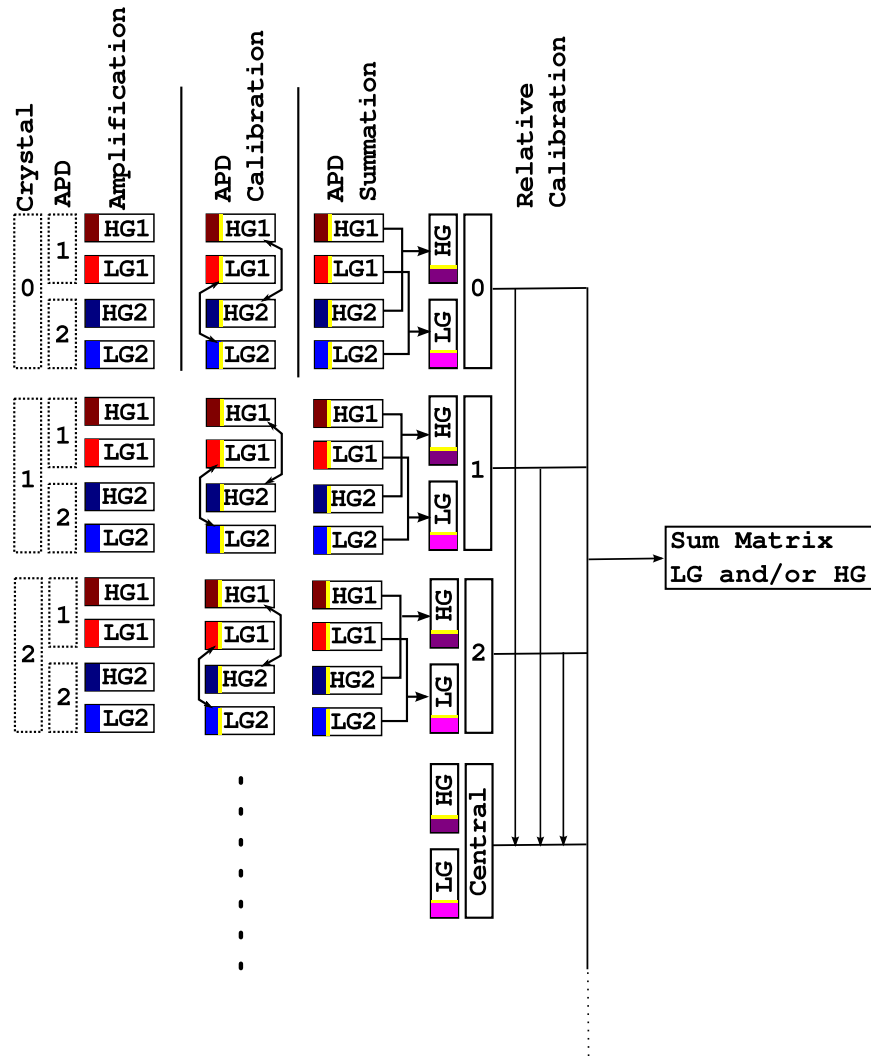 Crystal
APD
Amplification
APD
Calibration
APD
Summation
Relative
Calibration
0
1
2
HG1
LG1
HG2
LG2
HG1
LG1
HG2
LG2
HG1
LG1
HG2
LG2
HG
LG
0
1
1
2
HG1
LG1
HG2
LG2
HG1
LG1
HG2
LG2
HG1
LG1
HG2
LG2
HG
LG
1
2
1
2
HG1
LG1
HG2
LG2
HG1
LG1
HG2
LG2
HG1
LG1
HG2
LG2
HG
LG
2
HG
LG
Central
Sum Matrix
LG and/or HG